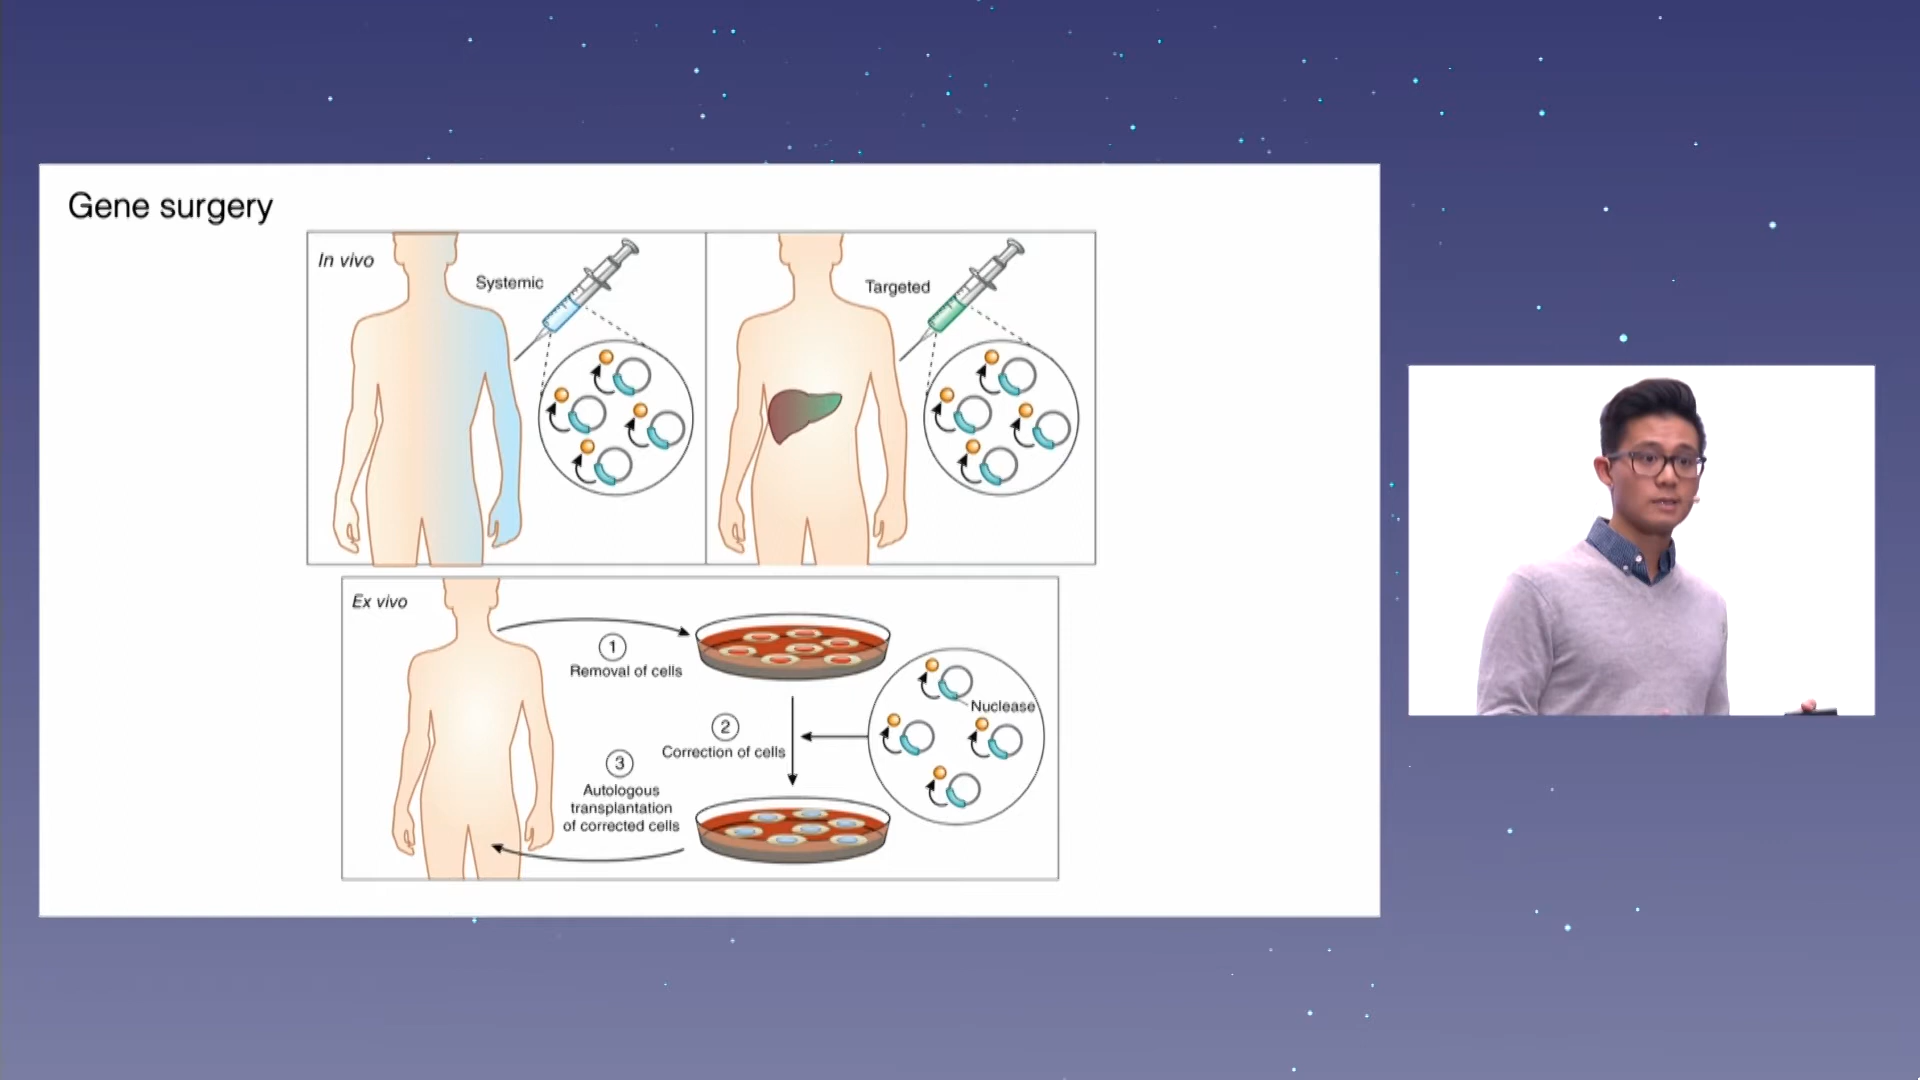 Gene surgery
In vivo
Systemic
Targeted
Ex vivo
1
Removal of cells
Nuclease
2
Correction of cells
3
Autologous
transplantation
of corrected cells